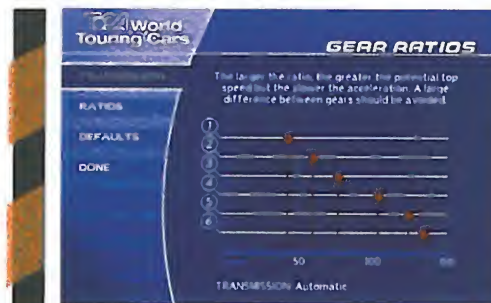 World
Touring Cars
GEAR RATIOS
The larger the ratio, the greater the potential top
speed but the slower the acceleration. A large
difference between gears should be avoided.
RATIOS
DEFAULTS
DONE
1
2
3
4
5
6
50
100
TRANSMISSION: Automatic